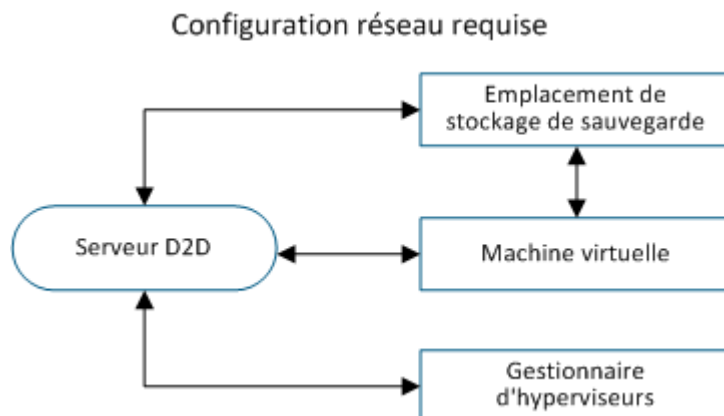 Configuration réseau requise
Emplacement de
stockage de sauvegarde
Serveur D2D
Machine virtuelle
Gestionnaire
d'hyperviseurs